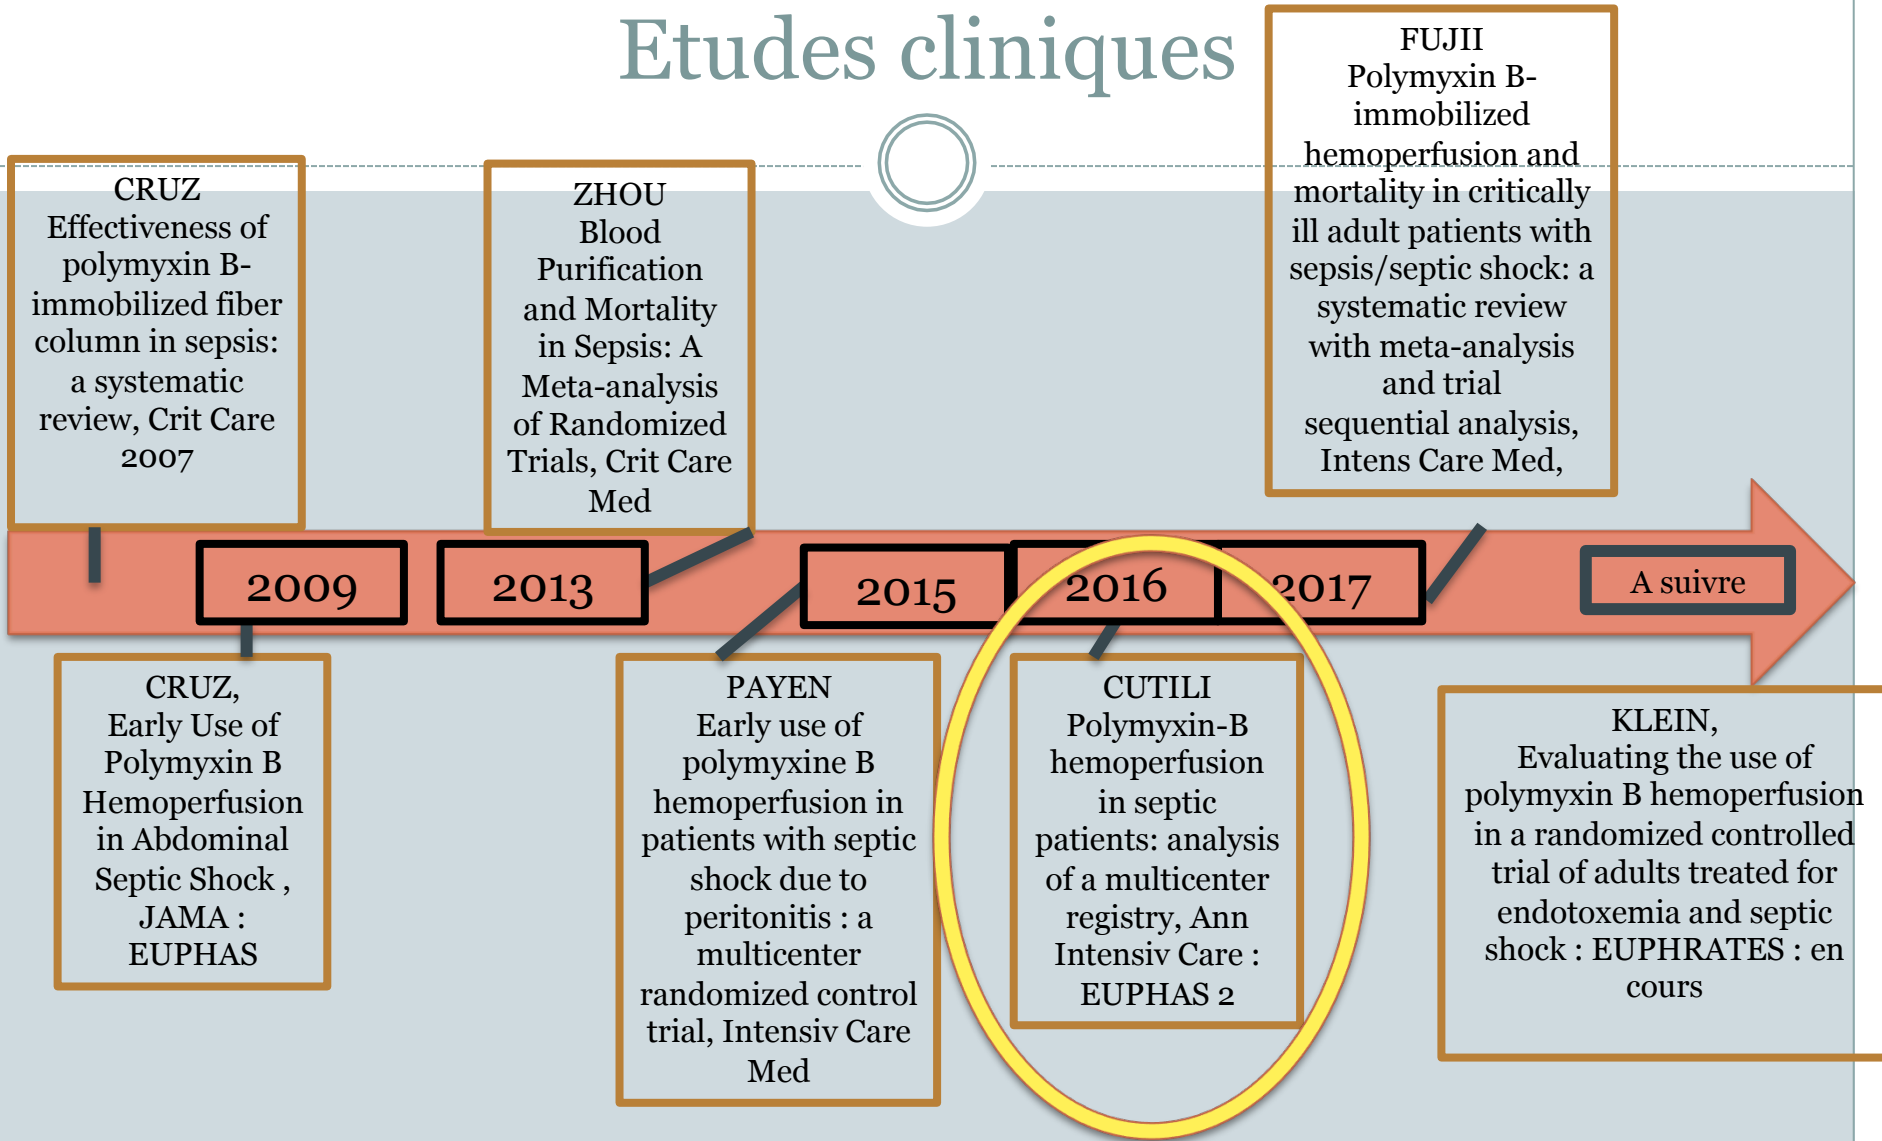 Etudes cliniques
CRUZ
Effectiveness of
polymyxin B-
immobilized fiber
column in sepsis:
a systematic
review, Crit Care
2007
ZHOU
Blood
Purification
and Mortality
in Sepsis: A
Meta-analysis
of Randomized
Trials, Crit Care
Med
FUJII
Polymyxin B-
immobilized
hemoperfusion and
mortality in critically
ill adult patients with
sepsis/septic shock: a
systematic review
with meta-analysis
and trial
sequential analysis,
Intens Care Med,
2009
2013
2015
2016
2017
A suivre
CRUZ,
Early Use of
Polymyxin B
Hemoperfusion
in Abdominal
Septic Shock ,
JAMA :
EUPHAS
PAYEN
Early use of
polymyxine B
hemoperfusion in
patients with septic
shock due to
peritonitis : a
multicenter
randomized control
trial, Intensiv Care
Med
CUTILI
Polymyxin-B
hemoperfusion
in septic
patients: analysis
of a multicenter
registry, Ann
Intensiv Care :
EUPHAS 2
KLEIN,
Evaluating the use of
polymyxin B hemoperfusion
in a randomized controlled
trial of adults treated for
endotoxemia and septic
shock : EUPHRATES : en
cours